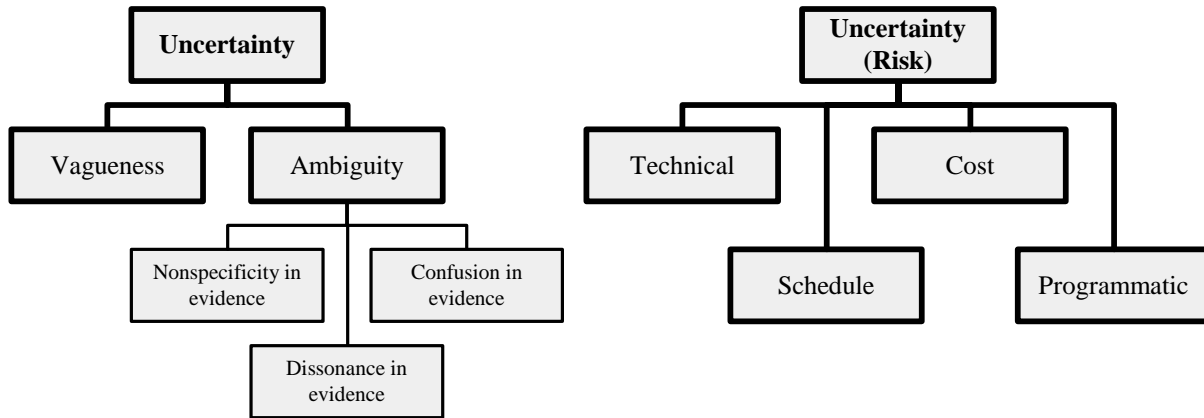 Uncertainty
Vagueness
Ambiguity
Nonspecificity in
evidence
Confusion in
evidence
Dissonance in
evidence
Uncertainty
(Risk)
Technical
Cost
Schedule
Programmatic